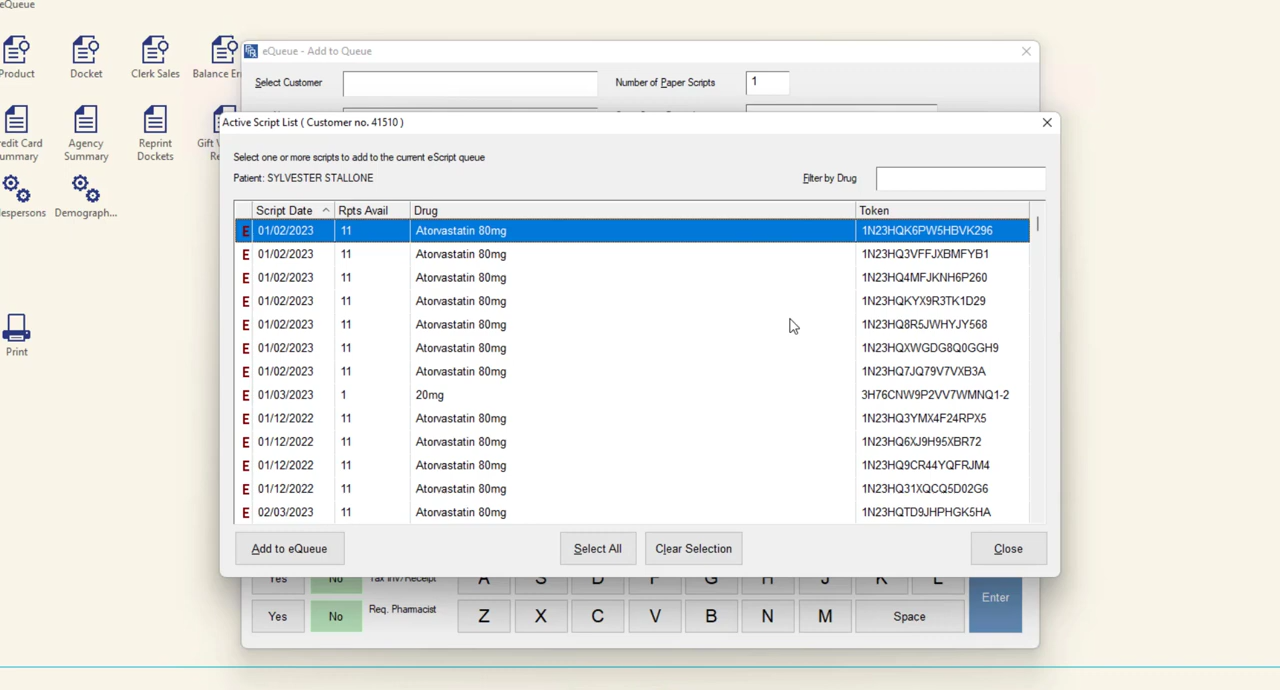 eQueue
Product
Docket
Clerk Sales
Balance En
Summary
Agency
Summary
Reprint
Dockets
Demograph...
Print
eQueue - Add to Queue
Select Customer
Number of Paper Scripts
1
Active Script List ( Customer no. 41510 )
Select one or more scripts to add to the current eScript queue
Patient: SYLVESTER STALLONE
Filter by Drug
Script Date Rpts Avail Drug Token
E 01/02/2023 11 Atorvastatin 80mg 1N23HQK6PW5HBVK296
E 01/02/2023 11 Atorvastatin 80mg 1N23HQ3VFFJXBMFYB1
E 01/02/2023 11 Atorvastatin 80mg 1N23HQ4MFJKNH6P260
E 01/02/2023 11 Atorvastatin 80mg 1N23HQKYX9R3TK1D29
E 01/02/2023 11 Atorvastatin 80mg 1N23HQ8R5JWHYJY568
E 01/02/2023 11 Atorvastatin 80mg 1N23HQXWGDG8Q0GGH9
E 01/02/2023 11 Atorvastatin 80mg 1N23HQ7JQ79V7VXB3A
E 01/03/2023 1 20mg 3H76CNW9P2VV7WMNQ1-2
E 01/12/2022 11 Atorvastatin 80mg 1N23HQ3YMX4F24RPX5
E 01/12/2022 11 Atorvastatin 80mg 1N23HQ6XJ9H95XBR72
E 01/12/2022 11 Atorvastatin 80mg 1N23HQ9CR44YQFRJM4
E 01/12/2022 11 Atorvastatin 80mg 1N23HQ31XQCQ5D02G6
E 02/03/2023 11 Atorvastatin 80mg 1N23HQTD9JHPHGK5HA
Add to eQueue Select All Clear Selection Close
Yes No Tax Inv/Receipt A S D F G H J K L
Enter
Yes No Req. Pharmacist Z X C V B N M Space